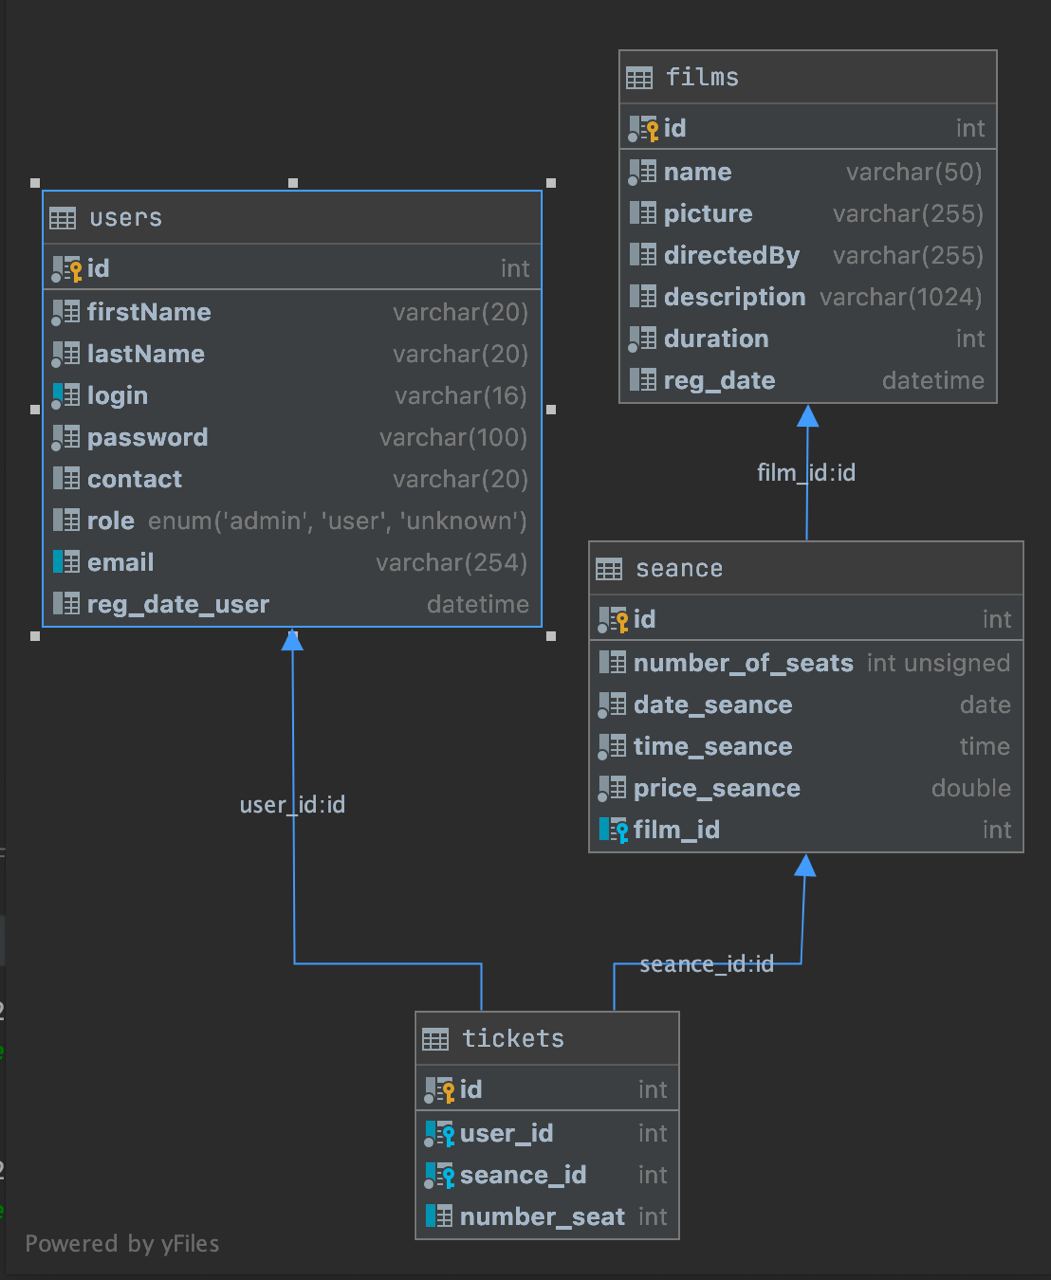 films
id int
name varchar(50)
picture varchar(255)
directedBy varchar(255)
description varchar(1024)
duration int
reg_date datetime
users
id int
firstName varchar(20)
lastName varchar(20)
login varchar(16)
password varchar(100)
contact varchar(20)
role enum('admin', 'user', 'unknown')
email varchar(254)
reg_date_user datetime
film_id:id
seance
id int
number_of_seats int unsigned
date_seance date
time_seance time
price_seance double
film_id int
user_id:id
seance_id:id
tickets
id int
user_id int
seance_id int
number_seat int
Powered by yFiles